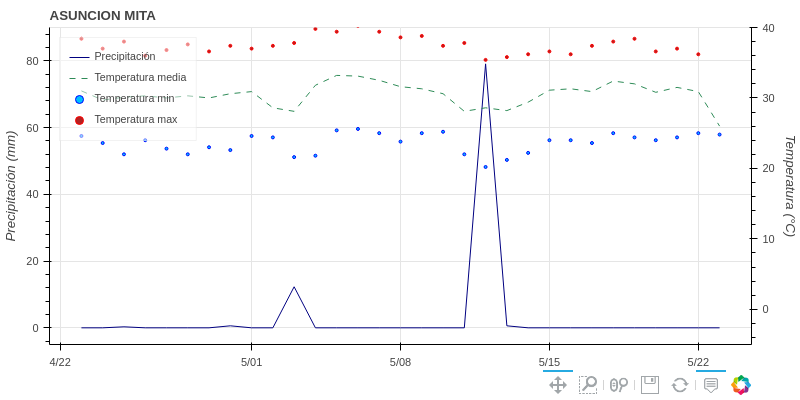 ASUNCION MITA
Precipitación
Temperatura media
Temperatura min
Temperatura max
Precipitación (mm)
80
60
40
20
0
Temperatura (°C)
40
30
20
10
0
4/22
5/01
5/08
5/15
5/22